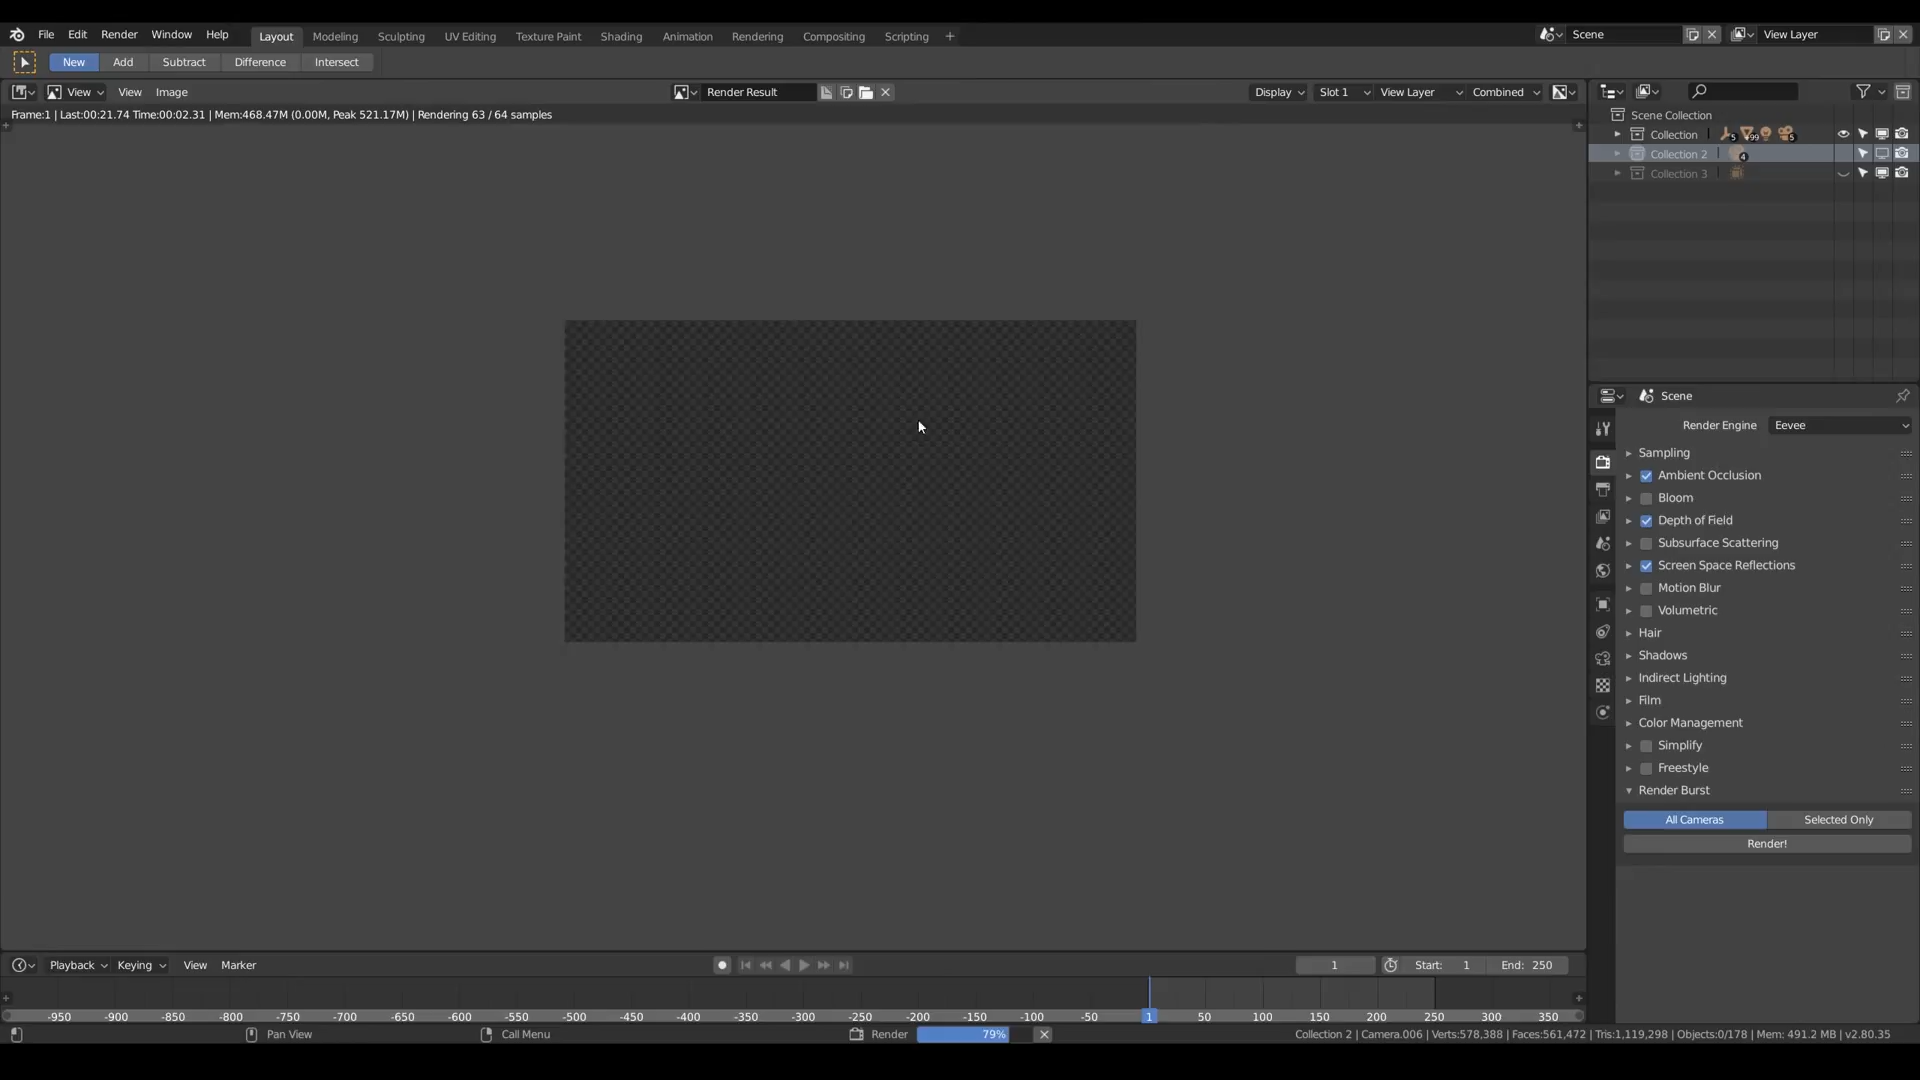 File Edit Render Window Help Layout Modeling Sculpting UV Editing Texture Paint Shading Animation Rendering Compositing Scripting + Scene View Layer
New Add Subtract Difference Intersect
View View Image Render Result Display Slot 1 View Layer Combined
Frame:1 | Last:00:21.74 Time:00:02.31 | Mem:468.47M (0.00M, Peak 521.17M) | Rendering 63 / 64 samples
Scene Collection
Collection 5 99 5
Collection 2 4
Collection 3
Scene
Render Engine Eevee
Sampling
Ambient Occlusion
Bloom
Depth of Field
Subsurface Scattering
Screen Space Reflections
Motion Blur
Volumetric
Hair
Shadows
Indirect Lighting
Film
Color Management
Simplify
Freestyle
Render Burst
All Cameras Selected Only
Render!
Playback Keying View Marker 1 Start: 1 End: 250
-950 -900 -850 -800 -750 -700 -650 -600 -550 -500 -450 -400 -350 -300 -250 -200 -150 -100 -50 1 50 100 150 200 250 300 350
Pan View Call Menu Render 79% Collection 2 | Camera.006 | Verts:578,388 | Faces:561,472 | Tris:1,119,298 | Objects:0/178 | Mem: 491.2 MB | v2.80.35